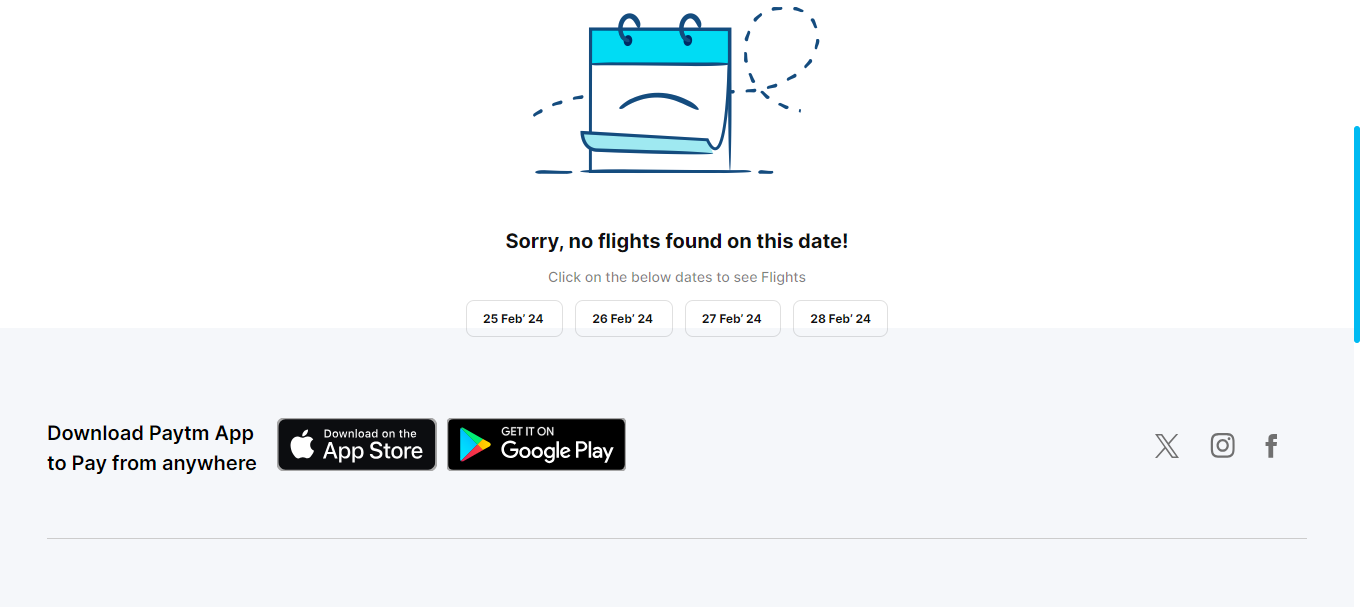 Sorry, no flights found on this date!
Click on the below dates to see Flights
25 Feb’ 24
26 Feb’ 24
27 Feb’ 24
28 Feb’ 24
Download Paytm App
to Pay from anywhere
Download on the
App Store
GET IT ON
Google Play